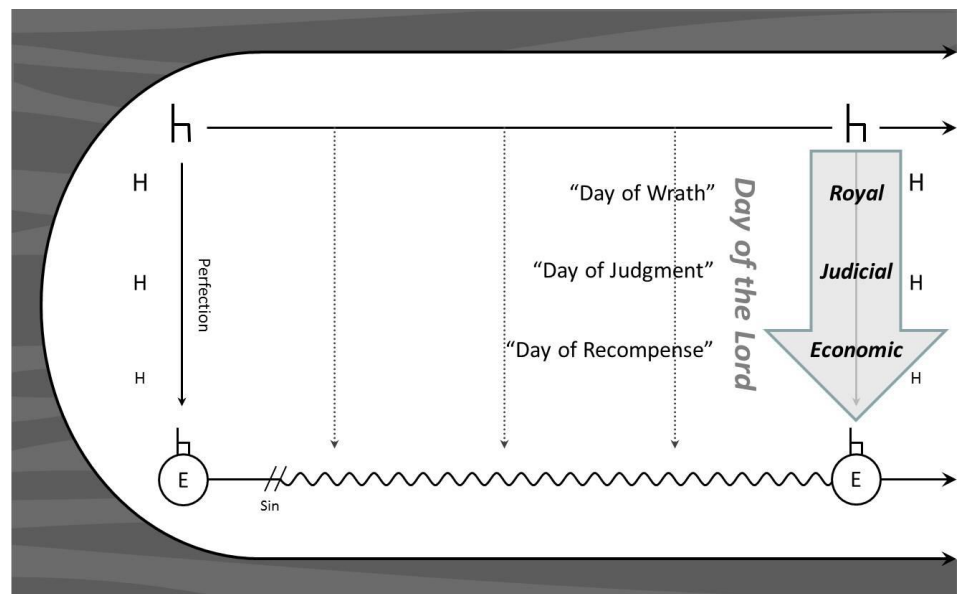 H
Perfection
H
H
E
Sin
“Day of Wrath”
“Day of Judgment”
“Day of Recompense”
Day of the Lord
Royal
H
Judicial
H
Economic
H
E